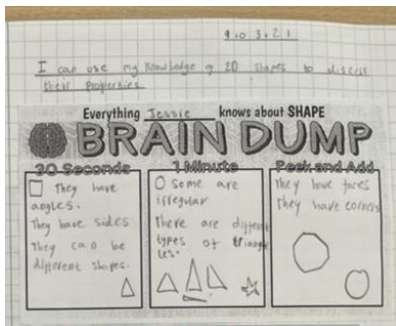 9.03.21
I can use my knowledge of 2D shapes to discuss
their properties
Everything Jessie knows about SHAPE
BRAIN DUMP
30 Seconds
They have
angles.
They have sides
They can be
different shapes.
1 Minute
Some are
irregular
There are different
types of triang
les.
Peek and Add
They have faces
They have corners